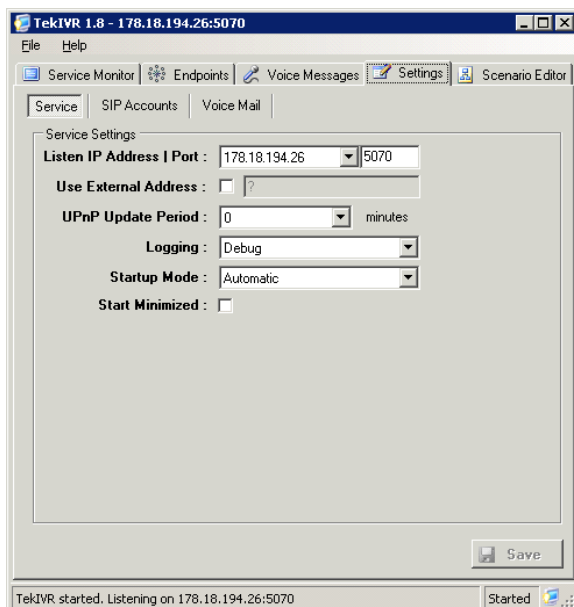 TekIVR 1.8 - 178.18.194.26:5070
File Help
Service Monitor Endpoints Voice Messages Settings Scenario Editor
Service SIP Accounts Voice Mail
Service Settings
Listen IP Address | Port : 178.18.194.26 5070
Use External Address : ?
UPnP Update Period : 0 minutes
Logging : Debug
Startup Mode : Automatic
Start Minimized :
Save
TekIVR started. Listening on 178.18.194.26:5070 Started